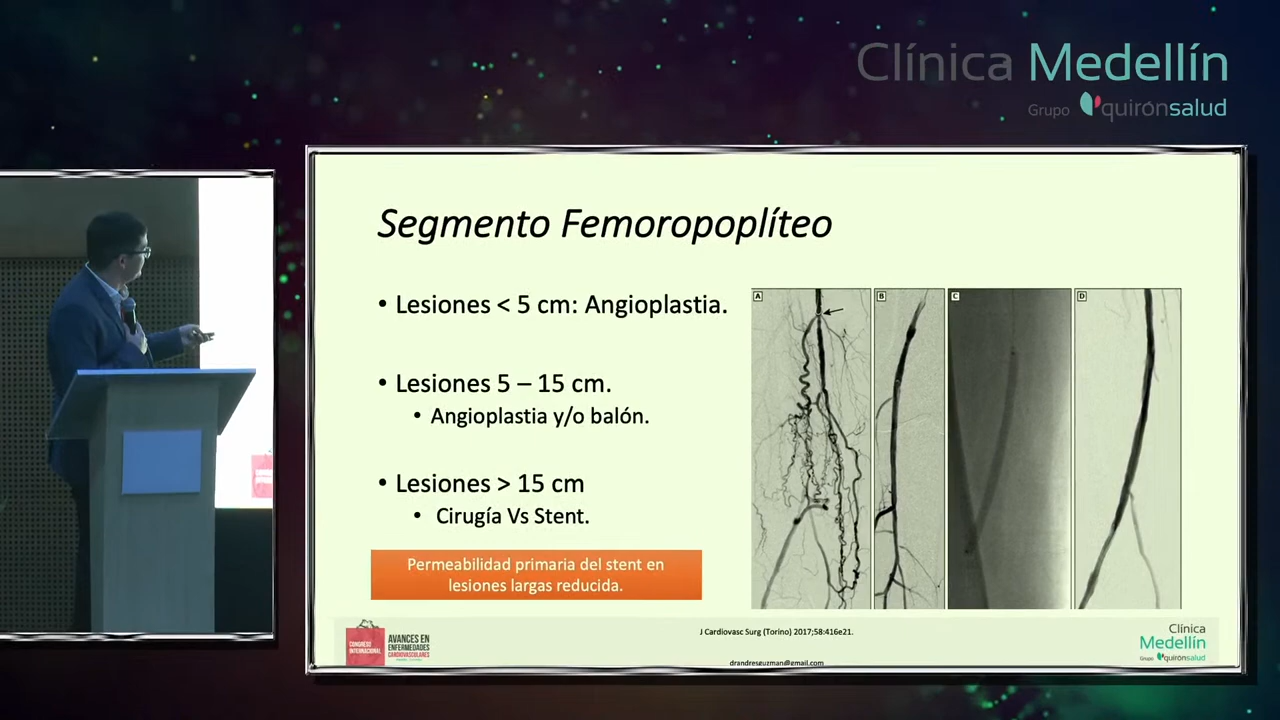 Clínica Medellín
Grupo quirónsalud
Segmento Femoropoplíteo
• Lesiones < 5 cm: Angioplastia.
• Lesiones 5 – 15 cm.
• Angioplastia y/o balón.
• Lesiones > 15 cm
• Cirugía Vs Stent.
Permeabilidad primaria del stent en
lesiones largas reducida.
A
B
C
D
CONGRESO
INTERNACIONAL
AVANCES EN
ENFERMEDADES
CARDIOVASCULARES
J Cardiovasc Surg (Torino) 2017;58:416e21.
drandresguzman@email.com
Clínica
Medellín
Grupo quirónsalud